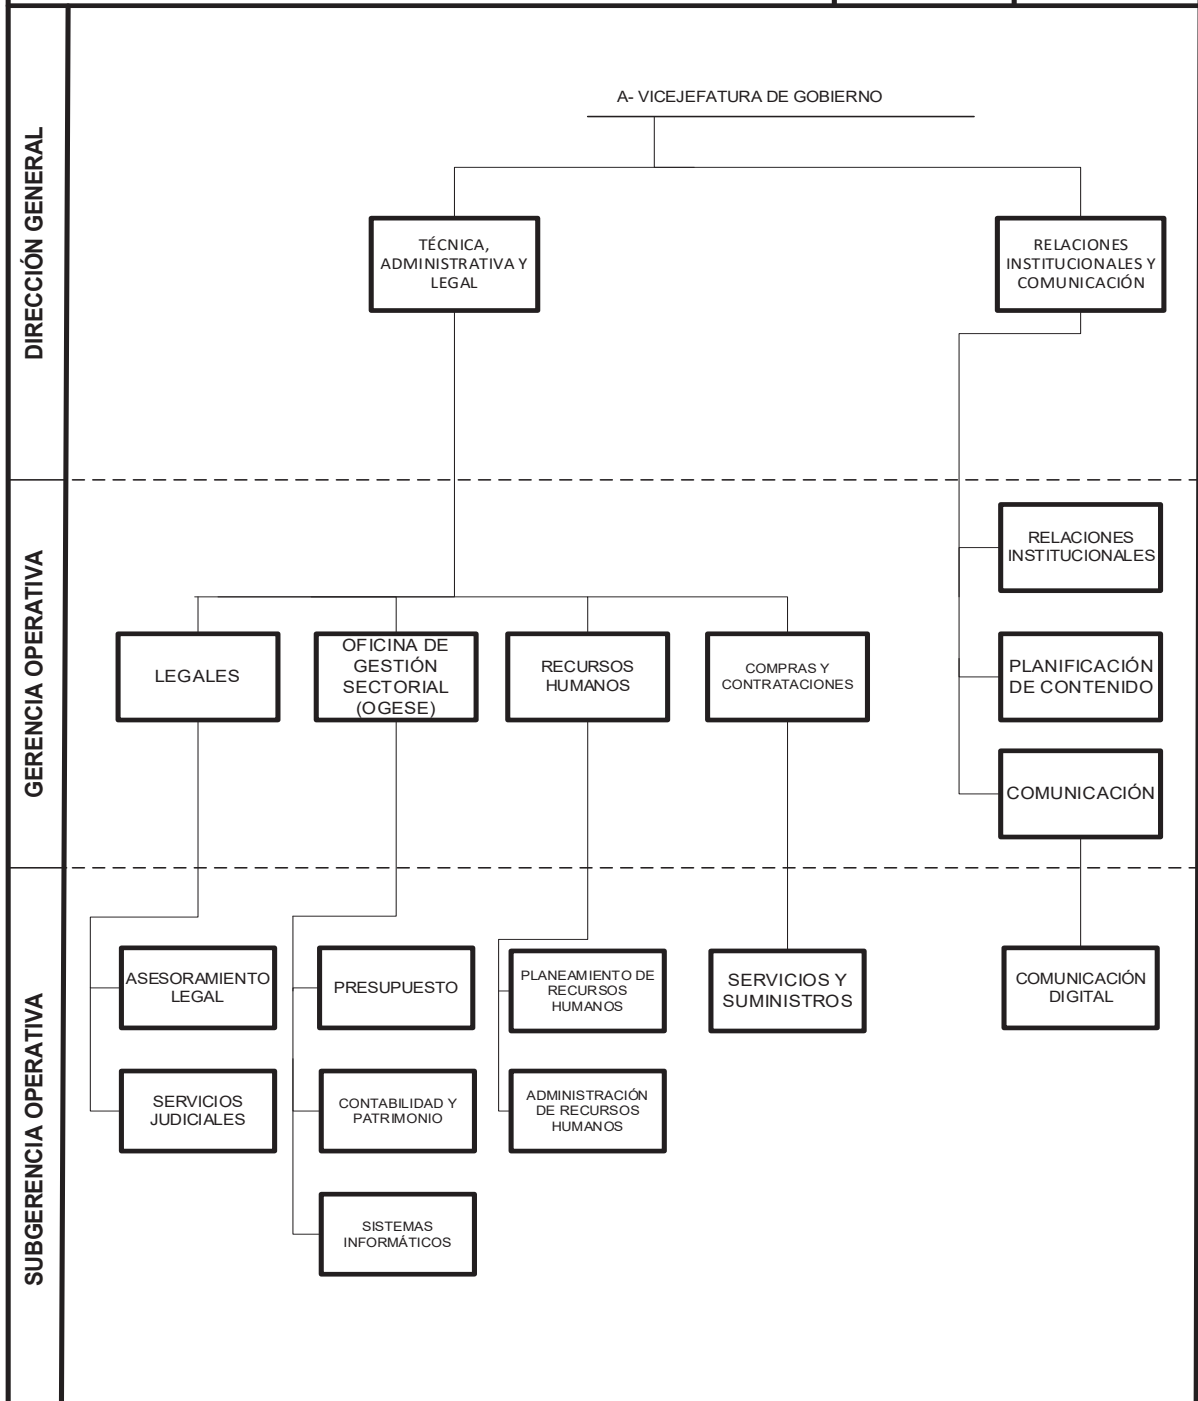 A- VICEJEFATURA DE GOBIERNO
DIRECCIÓN GENERAL
TÉCNICA,
ADMINISTRATIVA Y
LEGAL
RELACIONES
INSTITUCIONALES Y
COMUNICACIÓN
GERENCIA OPERATIVA
LEGALES
OFICINA DE
GESTIÓN
SECTORIAL
(OGESE)
RECURSOS
HUMANOS
COMPRAS Y
CONTRATACIONES
RELACIONES
INSTITUCIONALES
PLANIFICACIÓN
DE CONTENIDO
COMUNICACIÓN
SUBGERENCIA OPERATIVA
ASESORAMIENTO
LEGAL
PRESUPUESTO
PLANEAMIENTO DE
RECURSOS
HUMANOS
SERVICIOS Y
SUMINISTROS
COMUNICACIÓN
DIGITAL
SERVICIOS
JUDICIALES
CONTABILIDAD Y
PATRIMONIO
ADMINISTRACIÓN
DE RECURSOS
HUMANOS
SISTEMAS
INFORMÁTICOS